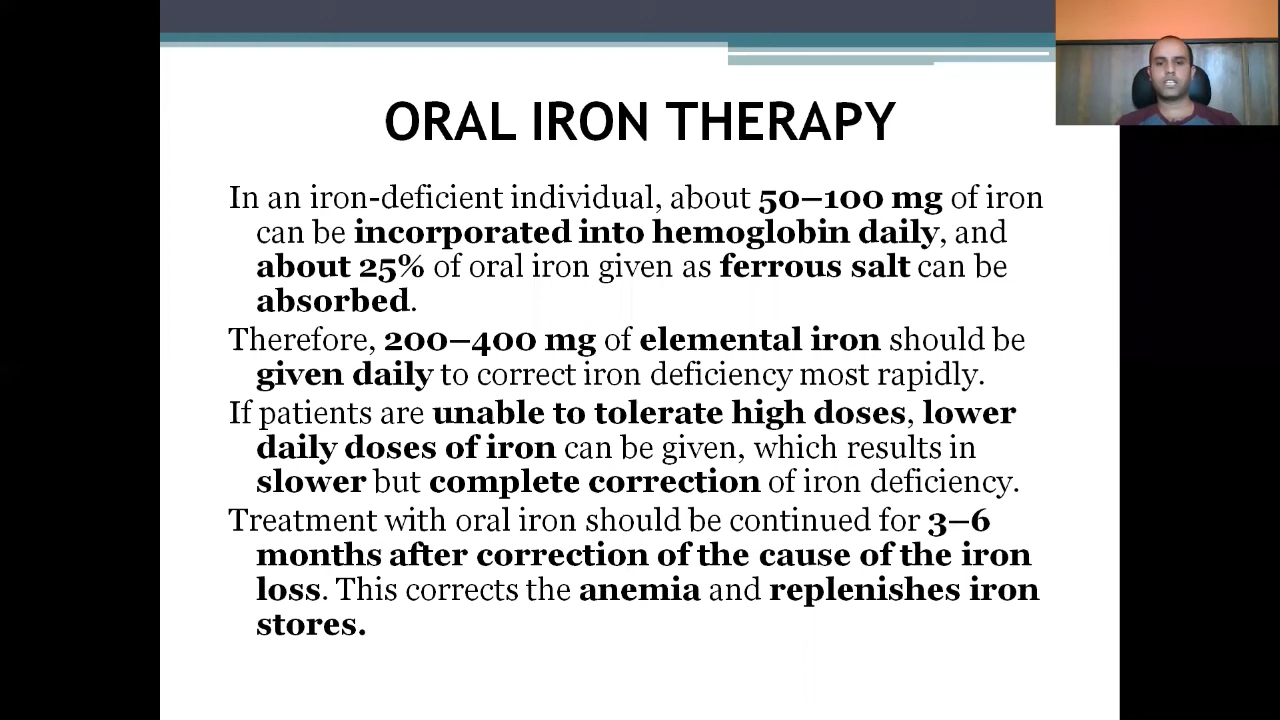 ORAL IRON THERAPY
In an iron-deficient individual, about 50–100 mg of iron
can be incorporated into hemoglobin daily, and
about 25% of oral iron given as ferrous salt can be
absorbed.
Therefore, 200–400 mg of elemental iron should be
given daily to correct iron deficiency most rapidly.
If patients are unable to tolerate high doses, lower
daily doses of iron can be given, which results in
slower but complete correction of iron deficiency.
Treatment with oral iron should be continued for 3–6
months after correction of the cause of the iron
loss. This corrects the anemia and replenishes iron
stores.